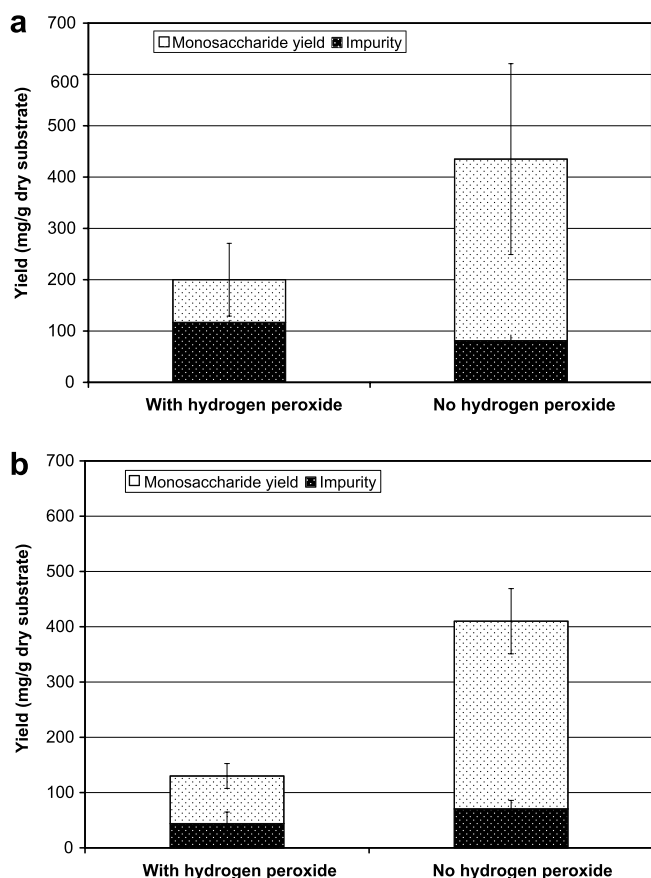 a
700
600
500
400
300
200
100
0
Yield (mg/g dry substrate)
Monosaccharide yield Impurity
With hydrogen peroxide No hydrogen peroxide
b
700
600
500
400
300
200
100
0
Yield (mg/g dry substrate)
Monosaccharide yield Impurity
With hydrogen peroxide No hydrogen peroxide